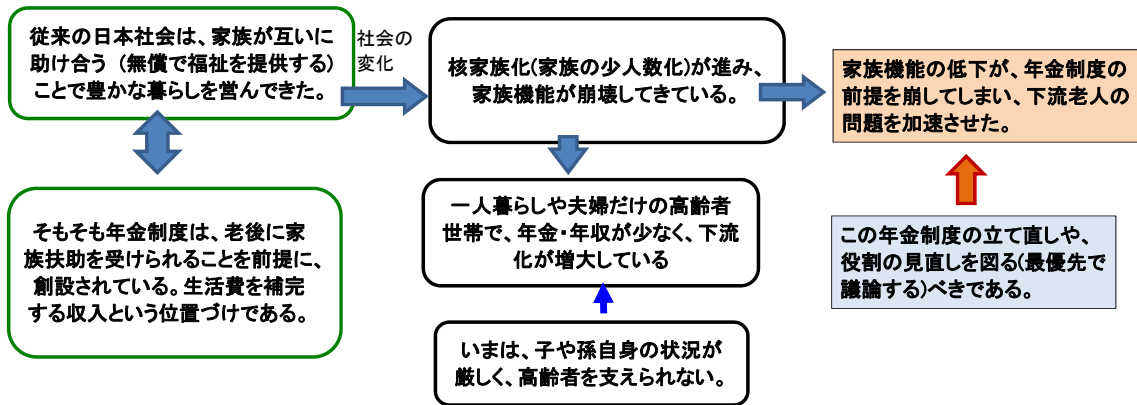 従来の日本社会は、家族が互いに
助け合う（無償で福祉を提供する）
ことで豊かな暮らしを営んできた。
社会の
変化
核家族化(家族の少人数化)が進み、
家族機能が崩壊してきている。
家族機能の低下が、年金制度の
前提を崩してしまい、下流老人の
問題を加速させた。
そもそも年金制度は、老後に家
族扶助を受けられることを前提に、
創設されている。生活費を補完
する収入という位置づけである。
一人暮らしや夫婦だけの高齢者
世帯で、年金・年収が少なく、下流
化が増大している
この年金制度の立て直しや、
役割の見直しを図る(最優先で
議論する)べきである。
いまは、子や孫自身の状況が
厳しく、高齢者を支えられない。